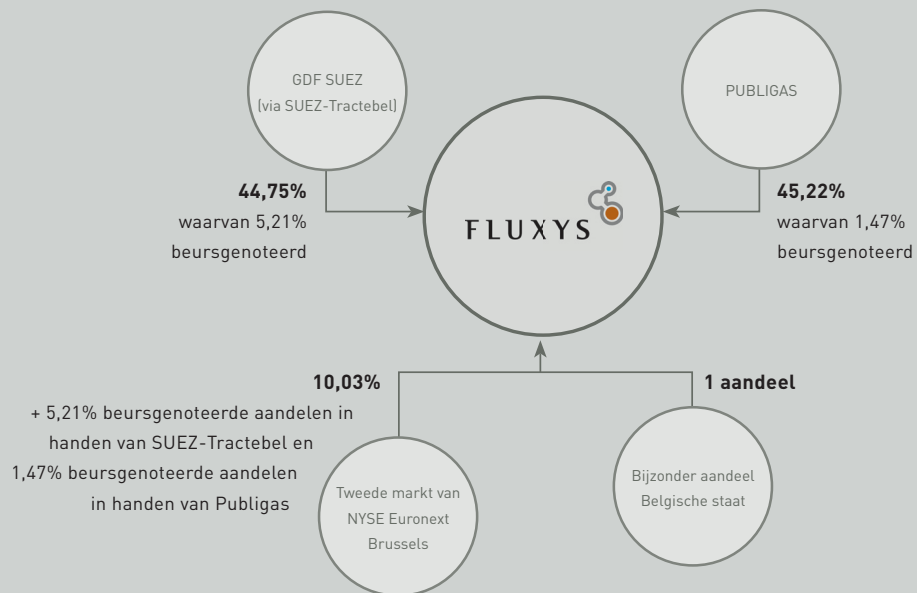 GDF SUEZ
(via SUEZ-Tractebel)
PUBLIGAS
44,75%
waarvan 5,21%
beursgenoteerd
FLUXYS
45,22%
waarvan 1,47%
beursgenoteerd
10,03%
+ 5,21% beursgenoteerde aandelen in
handen van SUEZ-Tractebel en
1,47% beursgenoteerde aandelen
in handen van Publigas
1 aandeel
Tweede markt van
NYSE Euronext
Brussels
Bijzonder aandeel
Belgische staat